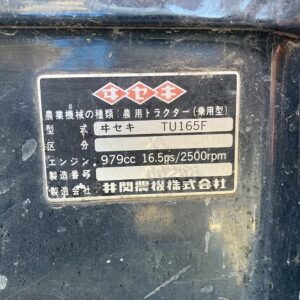 ヰセキ
農業機械の種類:農用トラクター(乗用型)
型式 ヰセキ TU165F
区分
エンジン 979cc 16.5ps/2500rpm
製造番号
製造者 井関農機株式会社